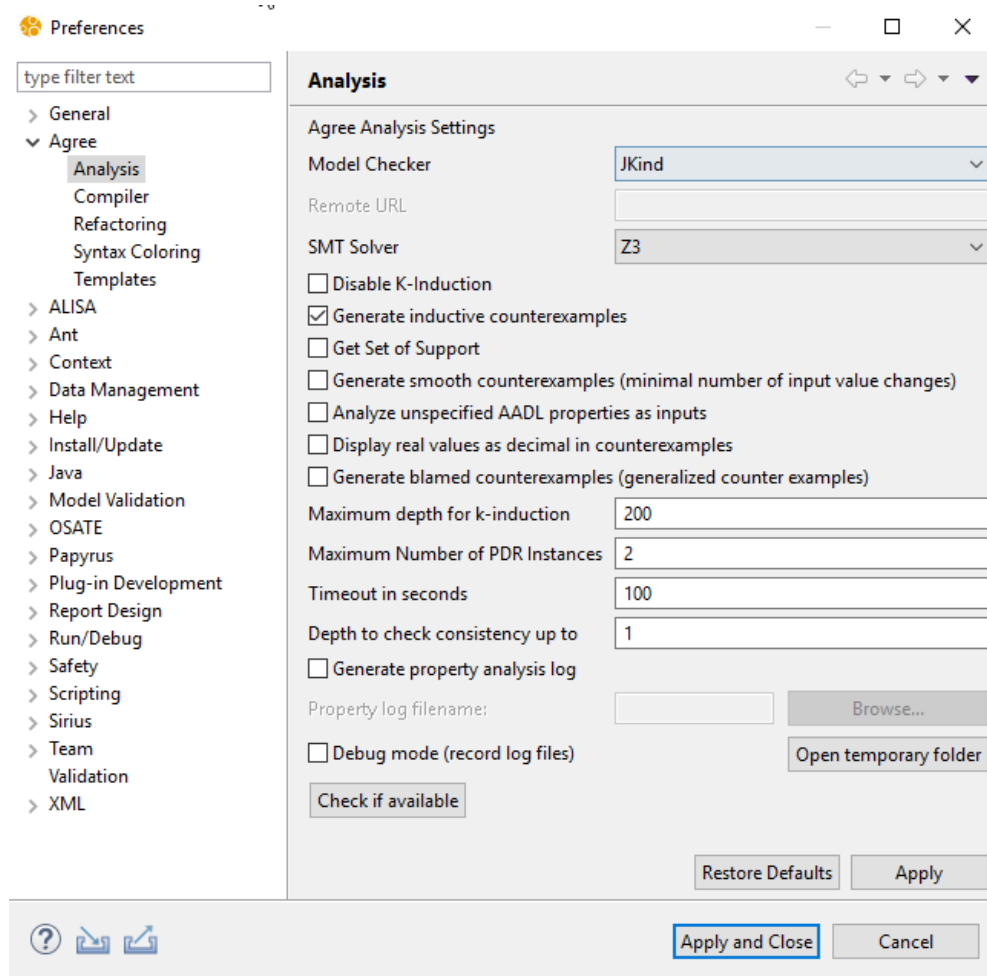 Preferences
type filter text
General
Agree
Analysis
Compiler
Refactoring
Syntax Coloring
Templates
ALISA
Ant
Context
Data Management
Help
Install/Update
Java
Model Validation
OSATE
Papyrus
Plug-in Development
Report Design
Run/Debug
Safety
Scripting
Sirius
Team
Validation
XML
Analysis
Agree Analysis Settings
Model Checker JKind
Remote URL
SMT Solver Z3
Disable K-Induction
Generate inductive counterexamples
Get Set of Support
Generate smooth counterexamples (minimal number of input value changes)
Analyze unspecified AADL properties as inputs
Display real values as decimal in counterexamples
Generate blamed counterexamples (generalized counter examples)
Maximum depth for k-induction 200
Maximum Number of PDR Instances 2
Timeout in seconds 100
Depth to check consistency up to 1
Generate property analysis log
Property log filename: Browse...
Debug mode (record log files) Open temporary folder
Check if available
Restore Defaults Apply
Apply and Close Cancel